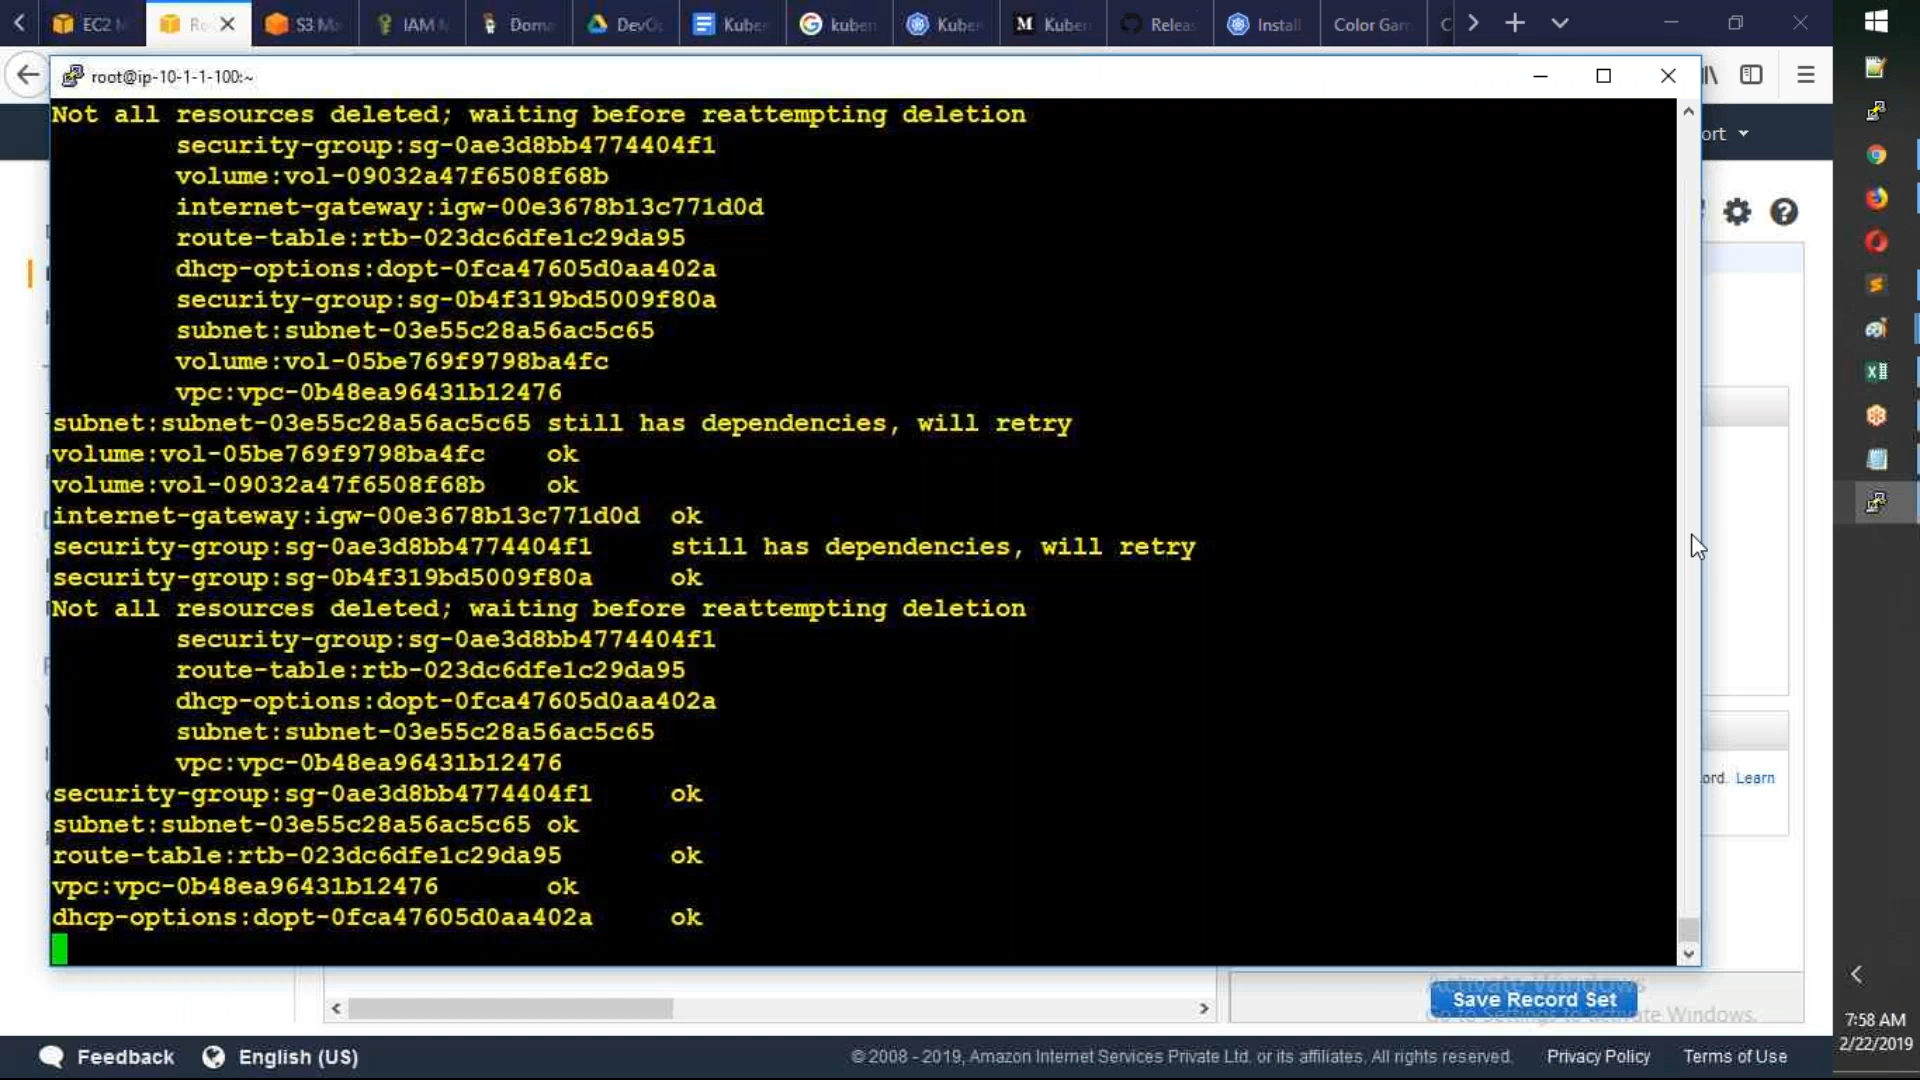 EC2 M
Ro
S3 Ma
IAM M
Doma
DevO
Kube
kuber
Kuber
Kuber
Relea
Install
Color Gam
root@ip-10-1-1-100:~
ort
Not all resources deleted; waiting before reattempting deletion
security-group:sg-0ae3d8bb4774404f1
volume:vol-09032a47f6508f68b
internet-gateway:igw-00e3678b13c771d0d
route-table:rtb-023dc6dfe1c29da95
dhcp-options:dopt-0fca47605d0aa402a
security-group:sg-0b4f319bd5009f80a
subnet:subnet-03e55c28a56ac5c65
volume:vol-05be769f9798ba4fc
vpc:vpc-0b48ea96431b12476
subnet:subnet-03e55c28a56ac5c65 still has dependencies, will retry
volume:vol-05be769f9798ba4fc ok
volume:vol-09032a47f6508f68b ok
internet-gateway:igw-00e3678b13c771d0d ok
security-group:sg-0ae3d8bb4774404f1 still has dependencies, will retry
security-group:sg-0b4f319bd5009f80a ok
Not all resources deleted; waiting before reattempting deletion
security-group:sg-0ae3d8bb4774404f1
route-table:rtb-023dc6dfe1c29da95
dhcp-options:dopt-0fca47605d0aa402a
subnet:subnet-03e55c28a56ac5c65
vpc:vpc-0b48ea96431b12476
security-group:sg-0ae3d8bb4774404f1 ok
subnet:subnet-03e55c28a56ac5c65 ok
route-table:rtb-023dc6dfe1c29da95 ok
vpc:vpc-0b48ea96431b12476 ok
dhcp-options:dopt-0fca47605d0aa402a ok
ord. Learn
Activate Windows
Save Record Set
Go to Settings to activate Windows.
7:58 AM
2/22/2019
Feedback
English (US)
© 2008 - 2019, Amazon Internet Services Private Ltd. or its affiliates. All rights reserved.
Privacy Policy
Terms of Use